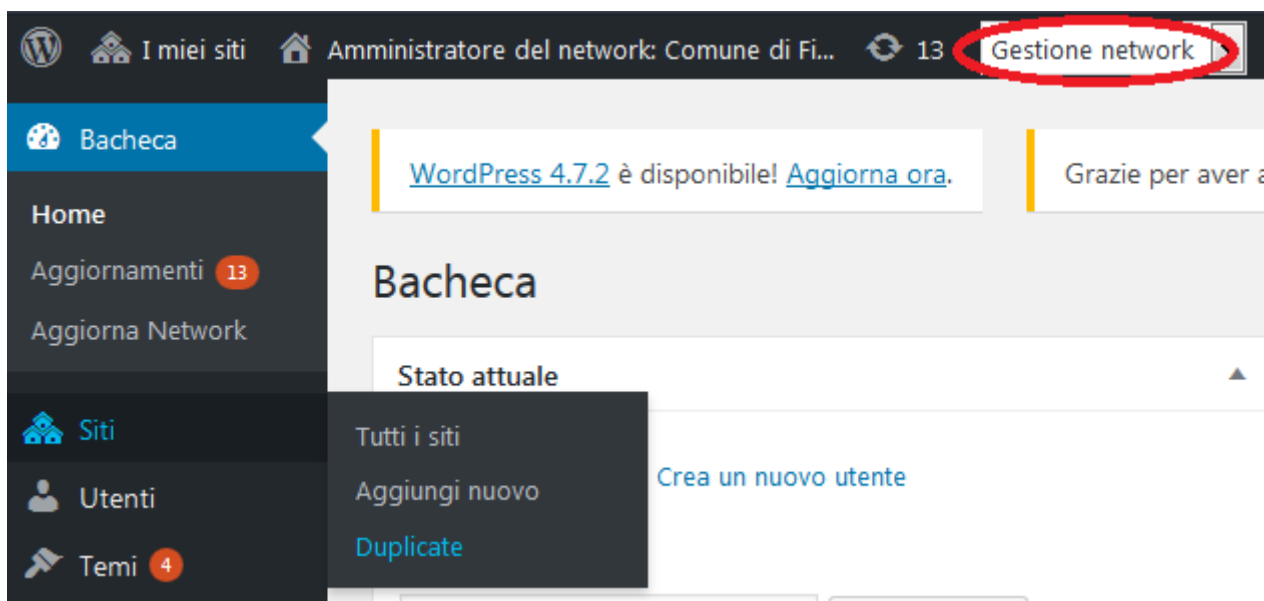 I miei siti Amministratore del network: Comune di Fi... 13 Gestione network
Bacheca
Home
Aggiornamenti 13
Aggiorna Network
Siti
Utenti
Temi 4
Tutti i siti
Aggiungi nuovo
Duplicate
WordPress 4.7.2 è disponibile! Aggiorna ora.
Grazie per aver a
Bacheca
Stato attuale
Crea un nuovo utente